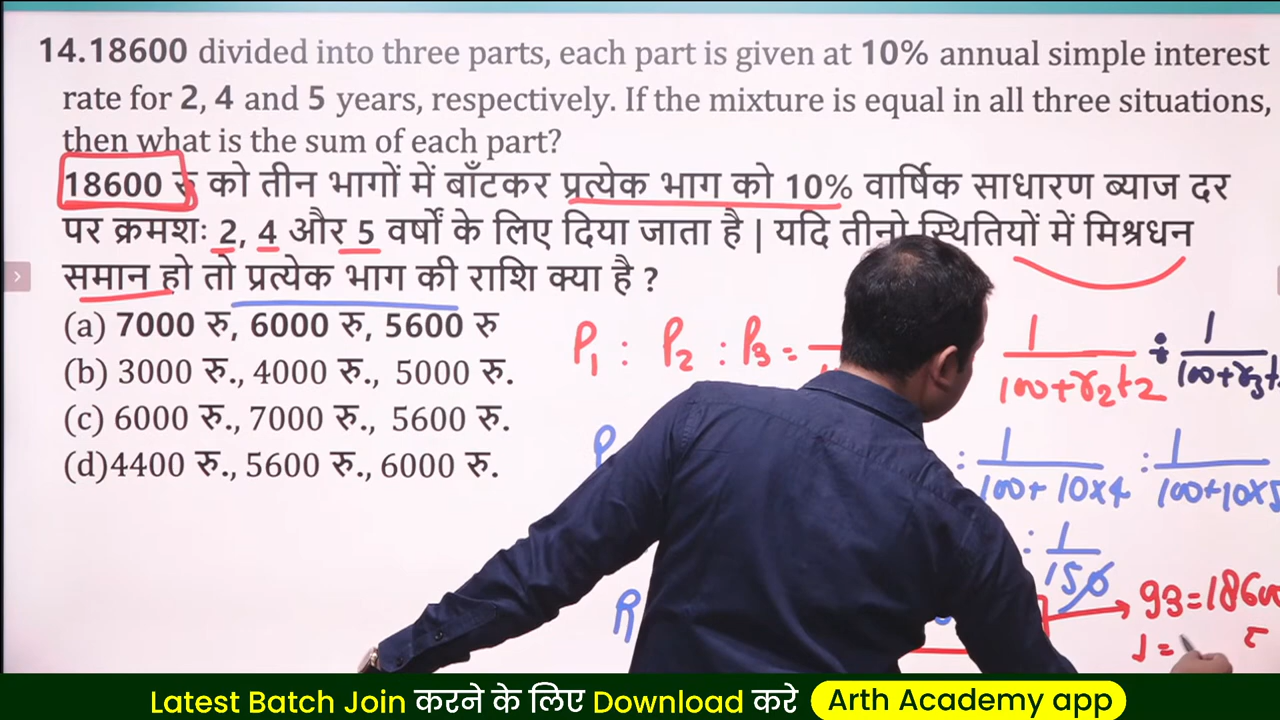 14.18600 divided into three parts, each part is given at 10% annual simple interest
rate for 2, 4 and 5 years, respectively. If the mixture is equal in all three situations,
then what is the sum of each part?
18600 रु को तीन भागों में बाँटकर प्रत्येक भाग को 10% वार्षिक साधारण ब्याज दर
पर क्रमशः 2, 4 और 5 वर्षों के लिए दिया जाता है | यदि तीनो स्थितियों में मिश्रधन
समान हो तो प्रत्येक भाग की राशि क्या है ?
(a) 7000 रु, 6000 रु, 5600 रु
(b) 3000 रु., 4000 रु., 5000 रु.
(c) 6000 रु., 7000 रु., 5600 रु.
(d)4400 रु., 5600 रु., 6000 रु.
P₁ : P₂ : P₃ = 1/(100+r₂t₂ ÷ 1/(100+r₃t
: 1/(100+10×4 : 1/(100+10×5
: 1/150
93=18600
1=
Latest Batch Join करने के लिए Download करे Arth Academy app